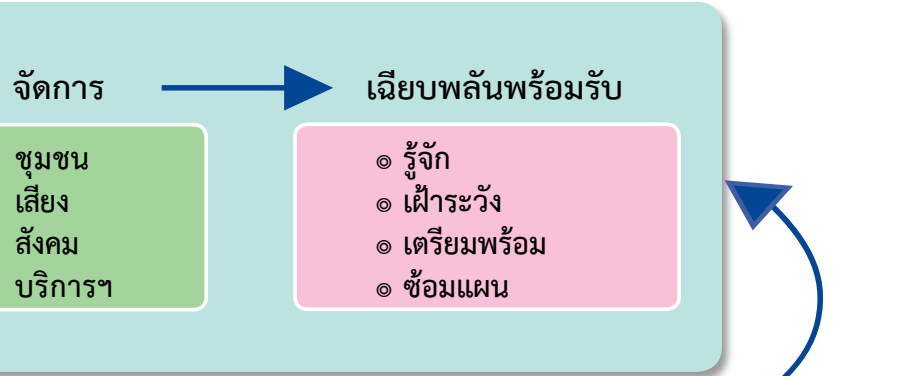 จัดการ
เฉียบพลันพร้อมรับ
ชุมชน
เสียง
สังคม
บริการฯ
๏ รู้จัก
๏ เฝ้าระวัง
๏ เตรียมพร้อม
๏ ซ้อมแผน